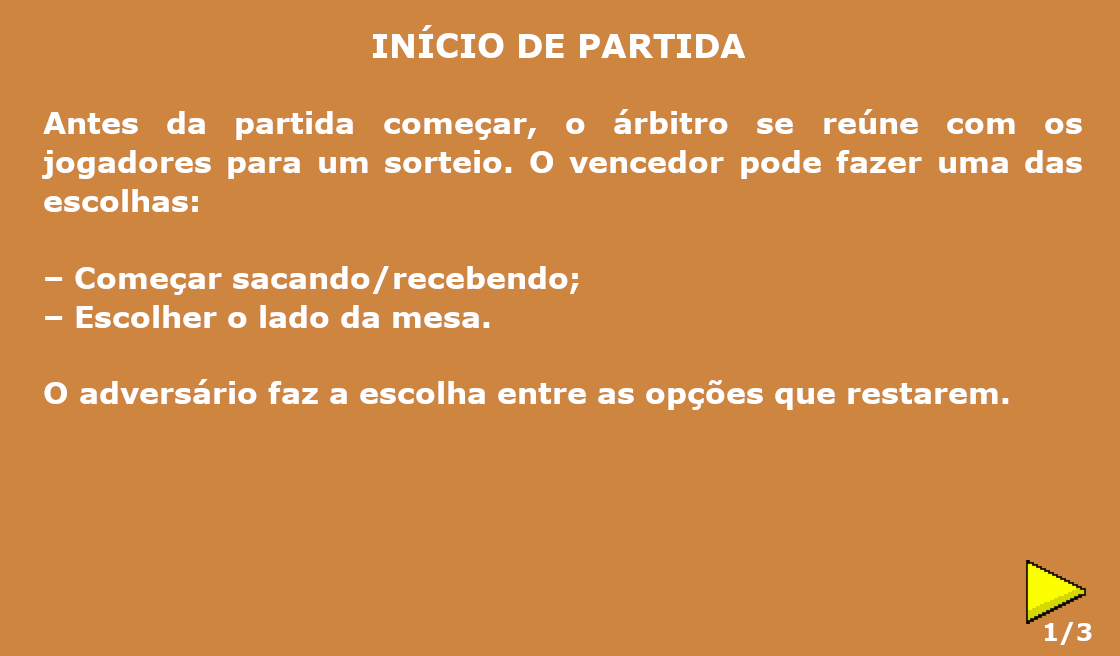 INÍCIO DE PARTIDA
Antes da partida começar, o árbitro se reúne com os
jogadores para um sorteio. O vencedor pode fazer uma das
escolhas:
– Começar sacando/recebendo;
– Escolher o lado da mesa.
O adversário faz a escolha entre as opções que restarem.
1/3